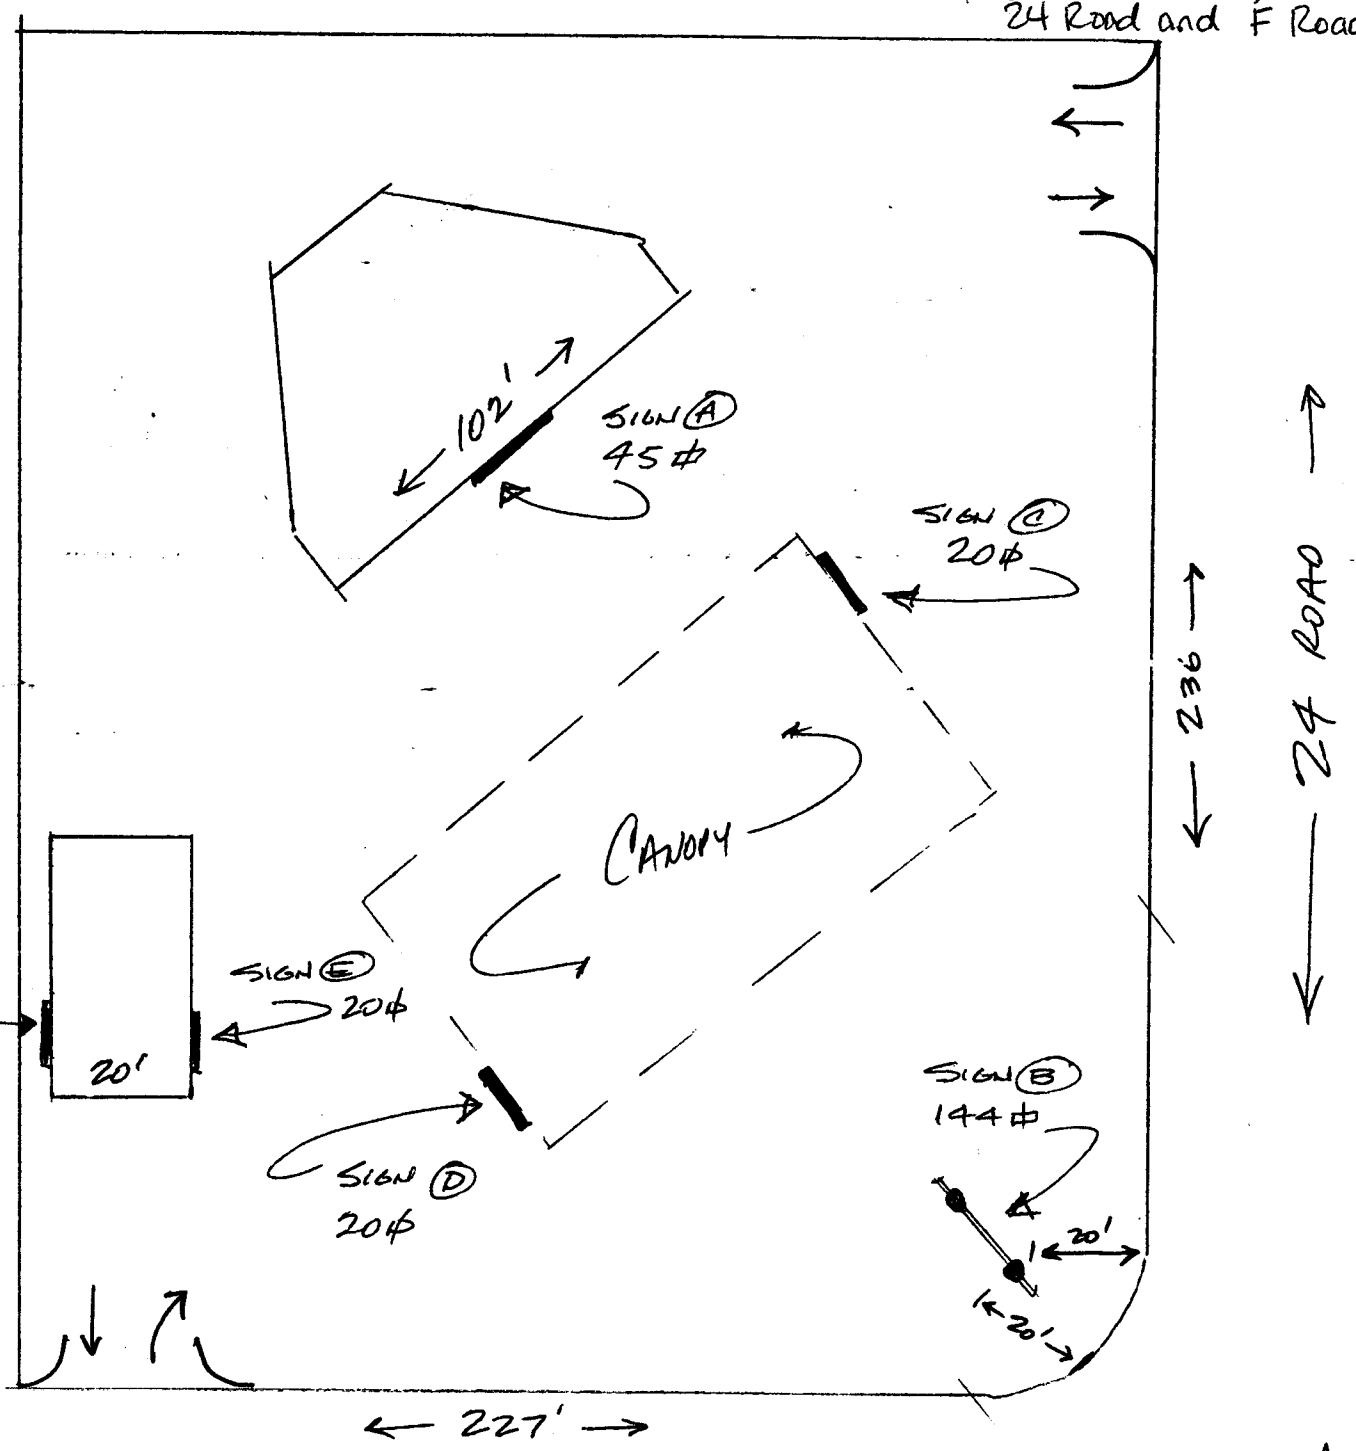 24 Road and F Road
102'
SIGN A
45 ⏍
SIGN C
20 ⏍
236
24 ROAD
CANOPY
SIGN E
20 ⏍
20'
SIGN B
144 ⏍
SIGN D
20 ⏍
20'
20'
227'